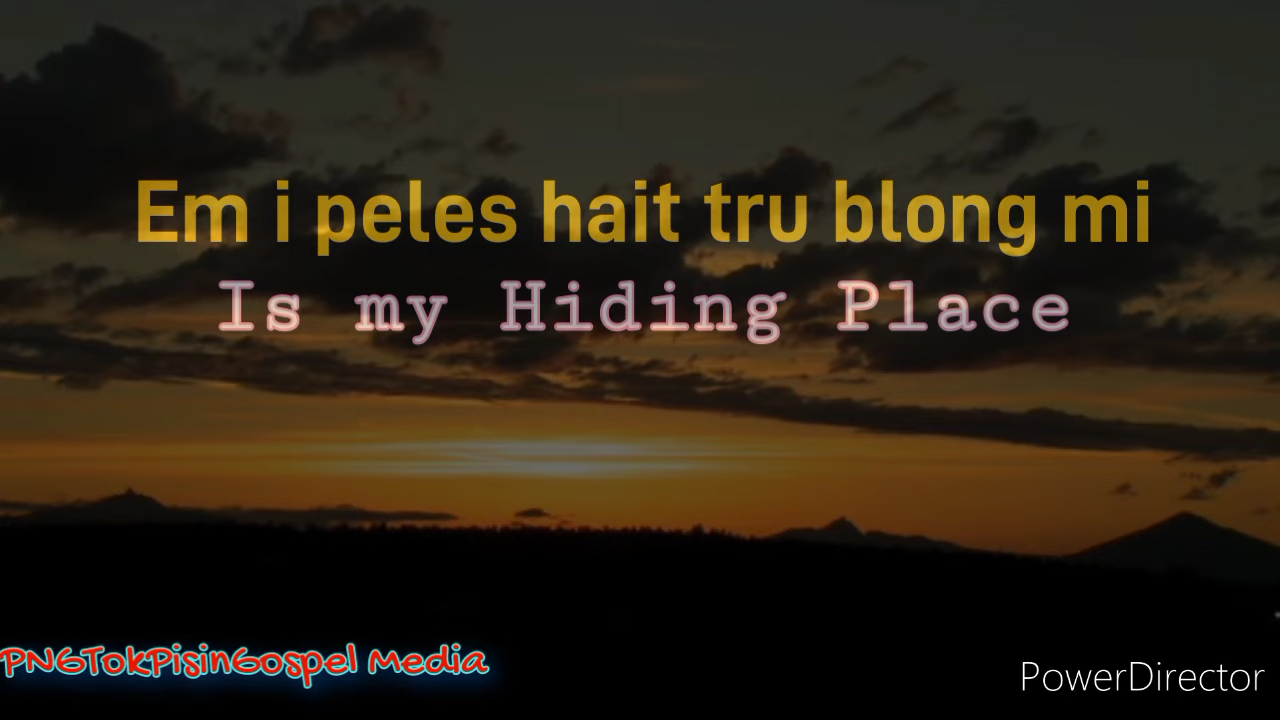 Em i peles hait tru blong mi
Is my Hiding Place
PNGTokPisinGospel Media
PowerDirector